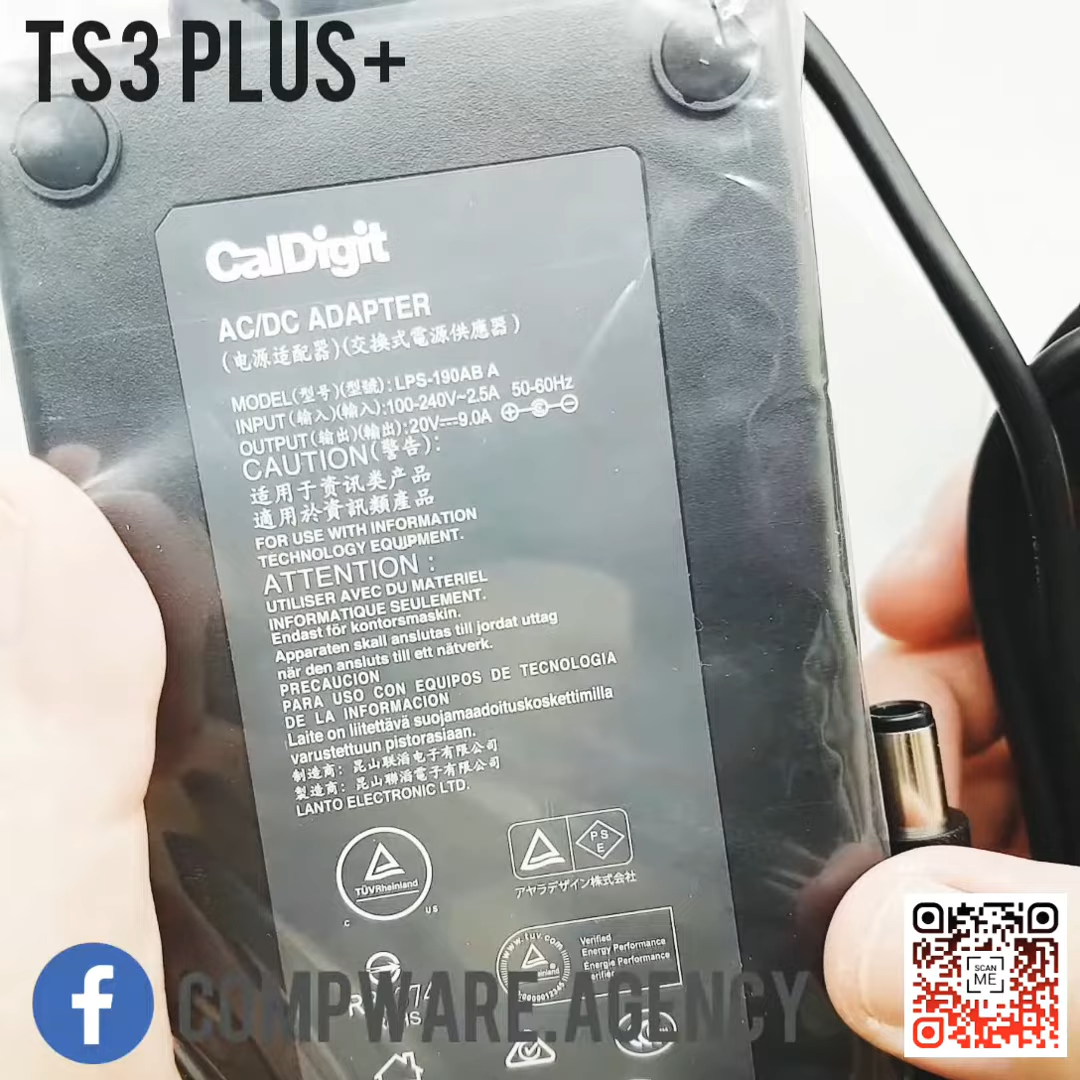 TS3 PLUS+
CalDigit
AC/DC ADAPTER
(电源适配器)(交換式電源供應器)
MODEL(型号)(型號): LPS-190AB A
INPUT(输入)(輸入):100-240V~2.5A 50-60Hz
OUTPUT(输出)(輸出):20V⎓9.0A
CAUTION(警告):
适用于資讯类产品
適用於資訊類產品
FOR USE WITH INFORMATION
TECHNOLOGY EQUIPMENT.
ATTENTION :
UTILISER AVEC DU MATERIEL
INFORMATIQUE SEULEMENT.
Endast för kontorsmaskin.
Apparaten skall anslutas till jordat uttag
när den ansluts till ett nätverk.
PRECAUCION
PARA USO CON EQUIPOS DE TECNOLOGIA
DE LA INFORMACION
Laite on liitettävä suojamaadoituskoskettimilla
varustettuun pistorasiaan.
制造商: 昆山联滔电子有限公司
製造商: 昆山聯滔電子有限公司
LANTO ELECTRONIC LTD.
TÜVRheinland
C US
PS
E
アヤラデザイン株式会社
www.tuv.com
Verified
Energy Performance
Énergie Performance
Vérifier
COMPWARE.AGENCY
SCAN
ME